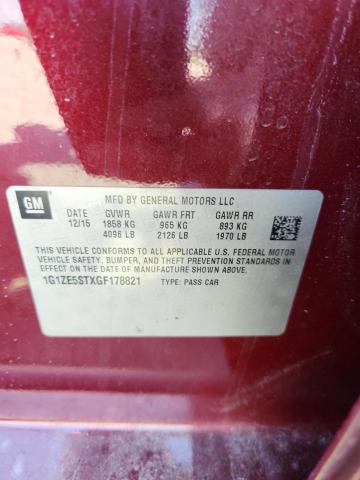 GM
MFD BY GENERAL MOTORS LLC
DATE GVWR GAWR FRT GAWR RR
12/15 1858 KG 965 KG 893 KG
4096 LB 2126 LB 1970 LB
THIS VEHICLE CONFORMS TO ALL APPLICABLE U.S. FEDERAL MOTOR
VEHICLE SAFETY, BUMPER, AND THEFT PREVENTION STANDARDS
IN EFFECT ON THE DATE OF MANUFACTURE SHOWN ABOVE.
1G1ZE5STXGF178821 TYPE: PASS CAR